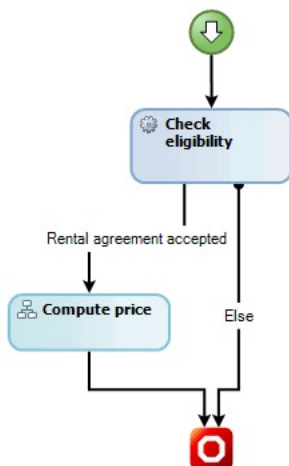 Check
eligibility
Rental agreement accepted
Compute price
Else